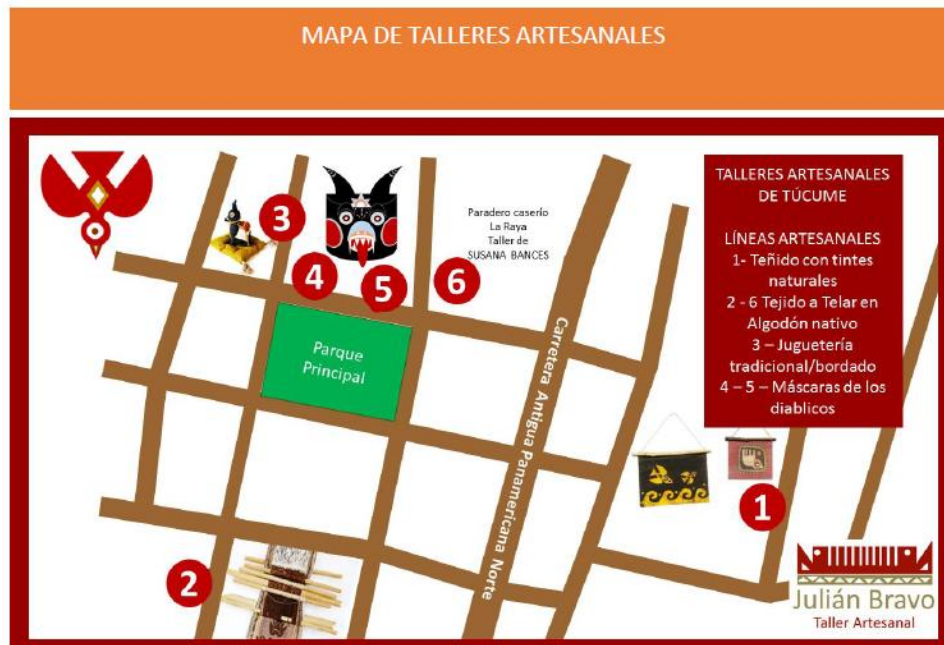 MAPA DE TALLERES ARTESANALES
3
4
5
6
Paradero caserío
La Raya
Taller de
SUSANA BANCES
TALLERES ARTESANALES
DE TÚCUME
LÍNEAS ARTESANALES
1- Teñido con tintes
naturales
2 - 6 Tejido a Telar en
Algodón nativo
3 – Juguetería
tradicional/bordado
4 – 5 – Máscaras de los
diablicos
Parque
Principal
Carretera Antigua Panamericana Norte
1
2
Julián Bravo
Taller Artesanal